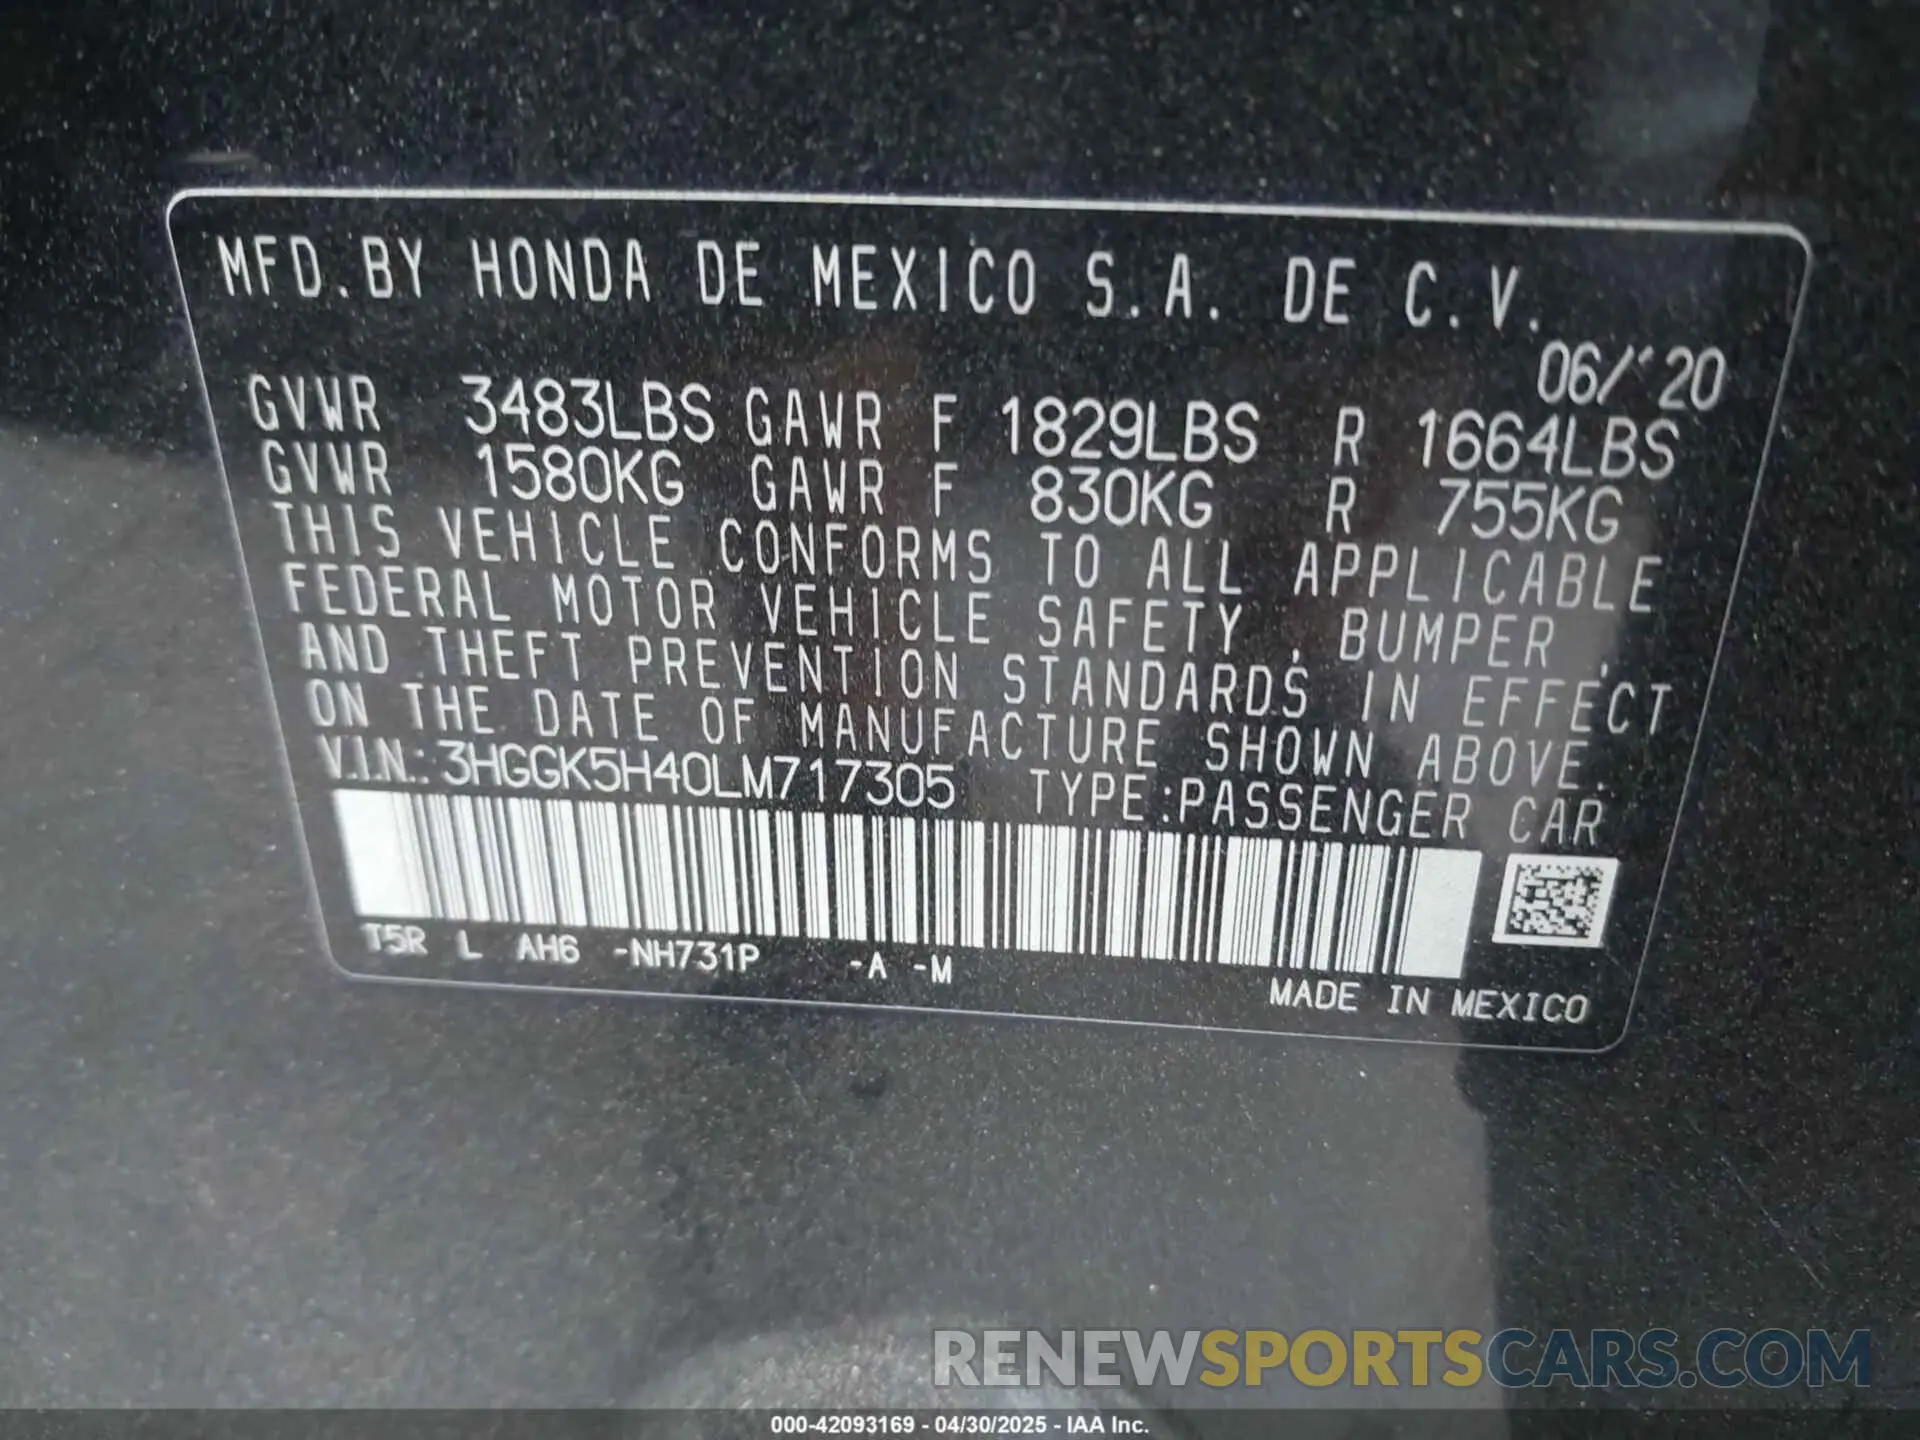 MFD.BY HONDA DE MEXICO S.A. DE C.V.
06/'20
GVWR 3483LBS GAWR F 1829LBS R 1664LBS
GVWR 1580KG GAWR F 830KG R 755KG
THIS VEHICLE CONFORMS TO ALL APPLICABLE
FEDERAL MOTOR VEHICLE SAFETY , BUMPER ,
AND THEFT PREVENTION STANDARDS IN EFFECT
ON THE DATE OF MANUFACTURE SHOWN ABOVE.
V.I.N.: 3HGGK5H40LM717305 TYPE:PASSENGER CAR
T5R L AH6 -NH731P -A -M
MADE IN MEXICO
RENEWSPORTSCARS.COM
000-42093169 - 04/30/2025 - IAA Inc.